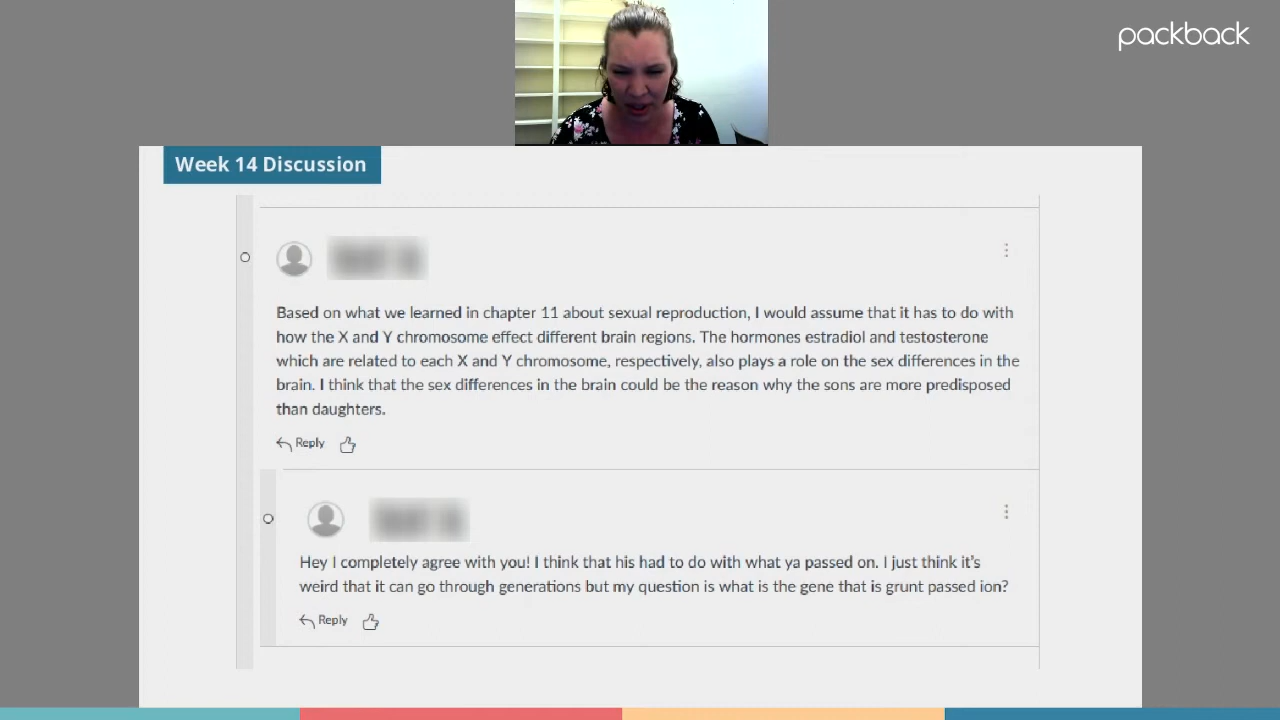 packback
Week 14 Discussion
Based on what we learned in chapter 11 about sexual reproduction, I would assume that it has to do with
how the X and Y chromosome effect different brain regions. The hormones estradiol and testosterone
which are related to each X and Y chromosome, respectively, also plays a role on the sex differences in the
brain. I think that the sex differences in the brain could be the reason why the sons are more predisposed
than daughters.
Reply
Hey I completely agree with you! I think that his had to do with what ya passed on. I just think it's
weird that it can go through generations but my question is what is the gene that is grunt passed ion?
Reply